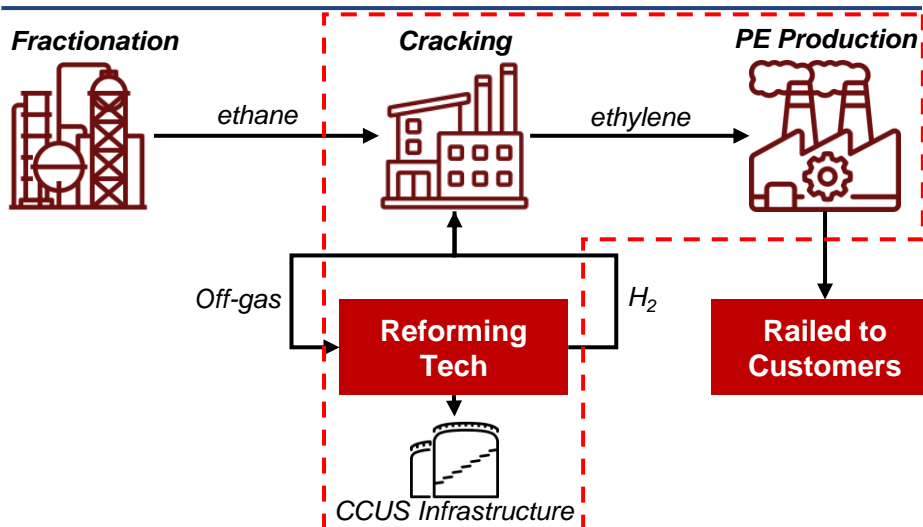 Fractionation
Cracking
PE Production
ethane
ethylene
Off-gas
H₂
Reforming
Tech
Railed to
Customers
CCUS Infrastructure